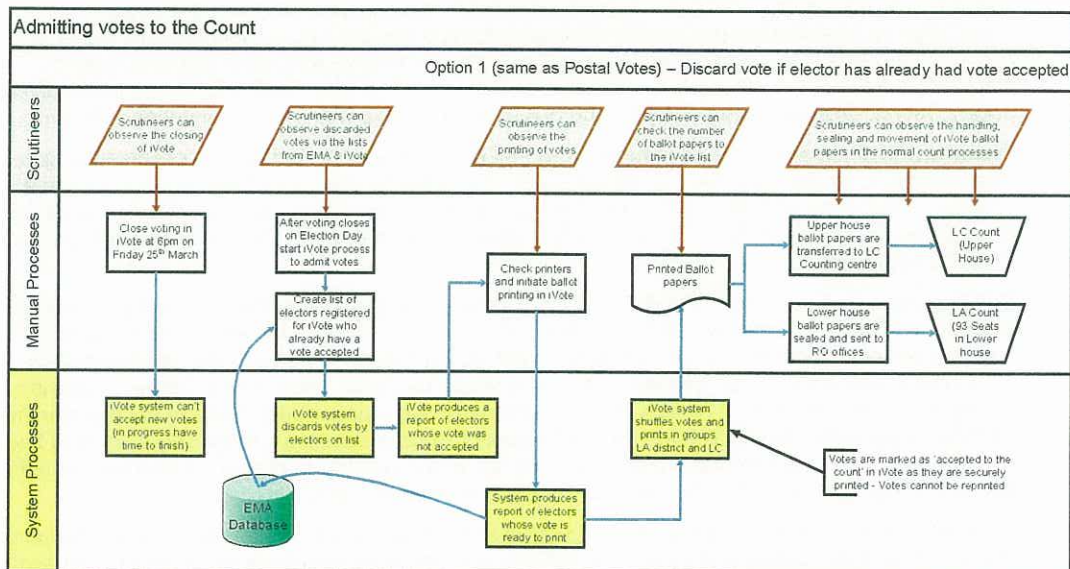 Admitting votes to the Count
Option 1 (same as Postal Votes) – Discard vote if elector has already had vote accepted
Scrutineers
Scrutineers can
observe the closing
of iVote
Scrutineers can
observe discarded
votes via the lists
from EMA & iVote
Scrutineers can
observe the
printing of votes
Scrutineers can
check the number
of ballot papers to
the iVote list
Scrutineers can observe the handing,
sealing and movement of iVote ballot
papers in the normal count processes
Manual Processes
Close voting in
iVote at 6pm on
Friday 25th March
After voting closes
on Election Day
start iVote process
to admit votes
Create list of
electors registered
for iVote who
already have a
vote accepted
Check printers
and initiate ballot
printing in iVote
Printed Ballot
papers
Upper house
ballot papers are
transferred to LC
Counting centre
LC Count
(Upper
House)
Lower house
ballot papers are
sealed and sent to
RO offices
LA Count
(93 Seats
in Lower
house
System Processes
iVote system can't
accept new votes
(in progress have
time to finish)
iVote system
discards votes by
electors on list
iVote produces a
report of electors
whose vote was
not accepted
iVote system
shuffles votes and
prints in groups
LA district and LC
Votes are marked as 'accepted to the
count' in iVote as they are securely
printed - Votes cannot be reprinted
EMA
Database
System produces
report of electors
whose vote is
ready to print